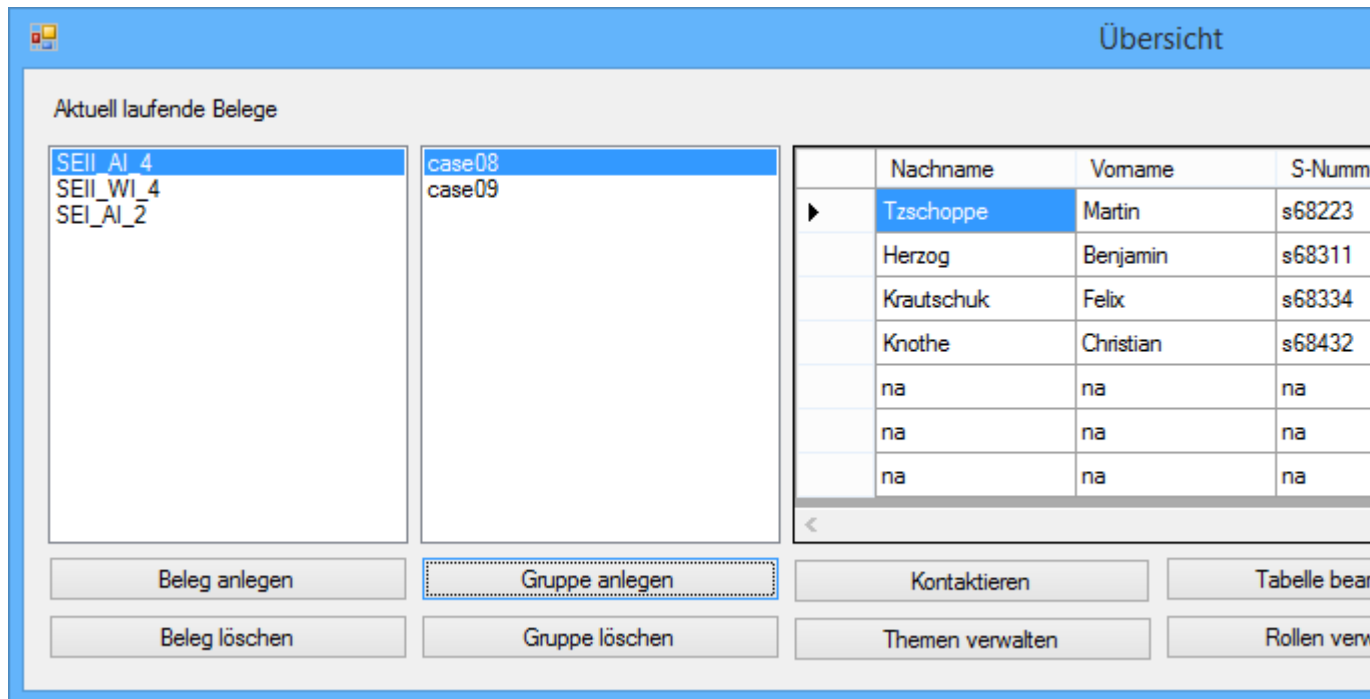 Übersicht
Aktuell laufende Belege
SEII_AI_4
SEII_WI_4
SEI_AI_2
case08
case09
Nachname Vorname S-Numm
Tzschoppe Martin s68223
Herzog Benjamin s68311
Krautschuk Felix s68334
Knothe Christian s68432
na na na
na na na
na na na
Beleg anlegen Gruppe anlegen Kontaktieren Tabelle bear
Beleg löschen Gruppe löschen Themen verwalten Rollen verw